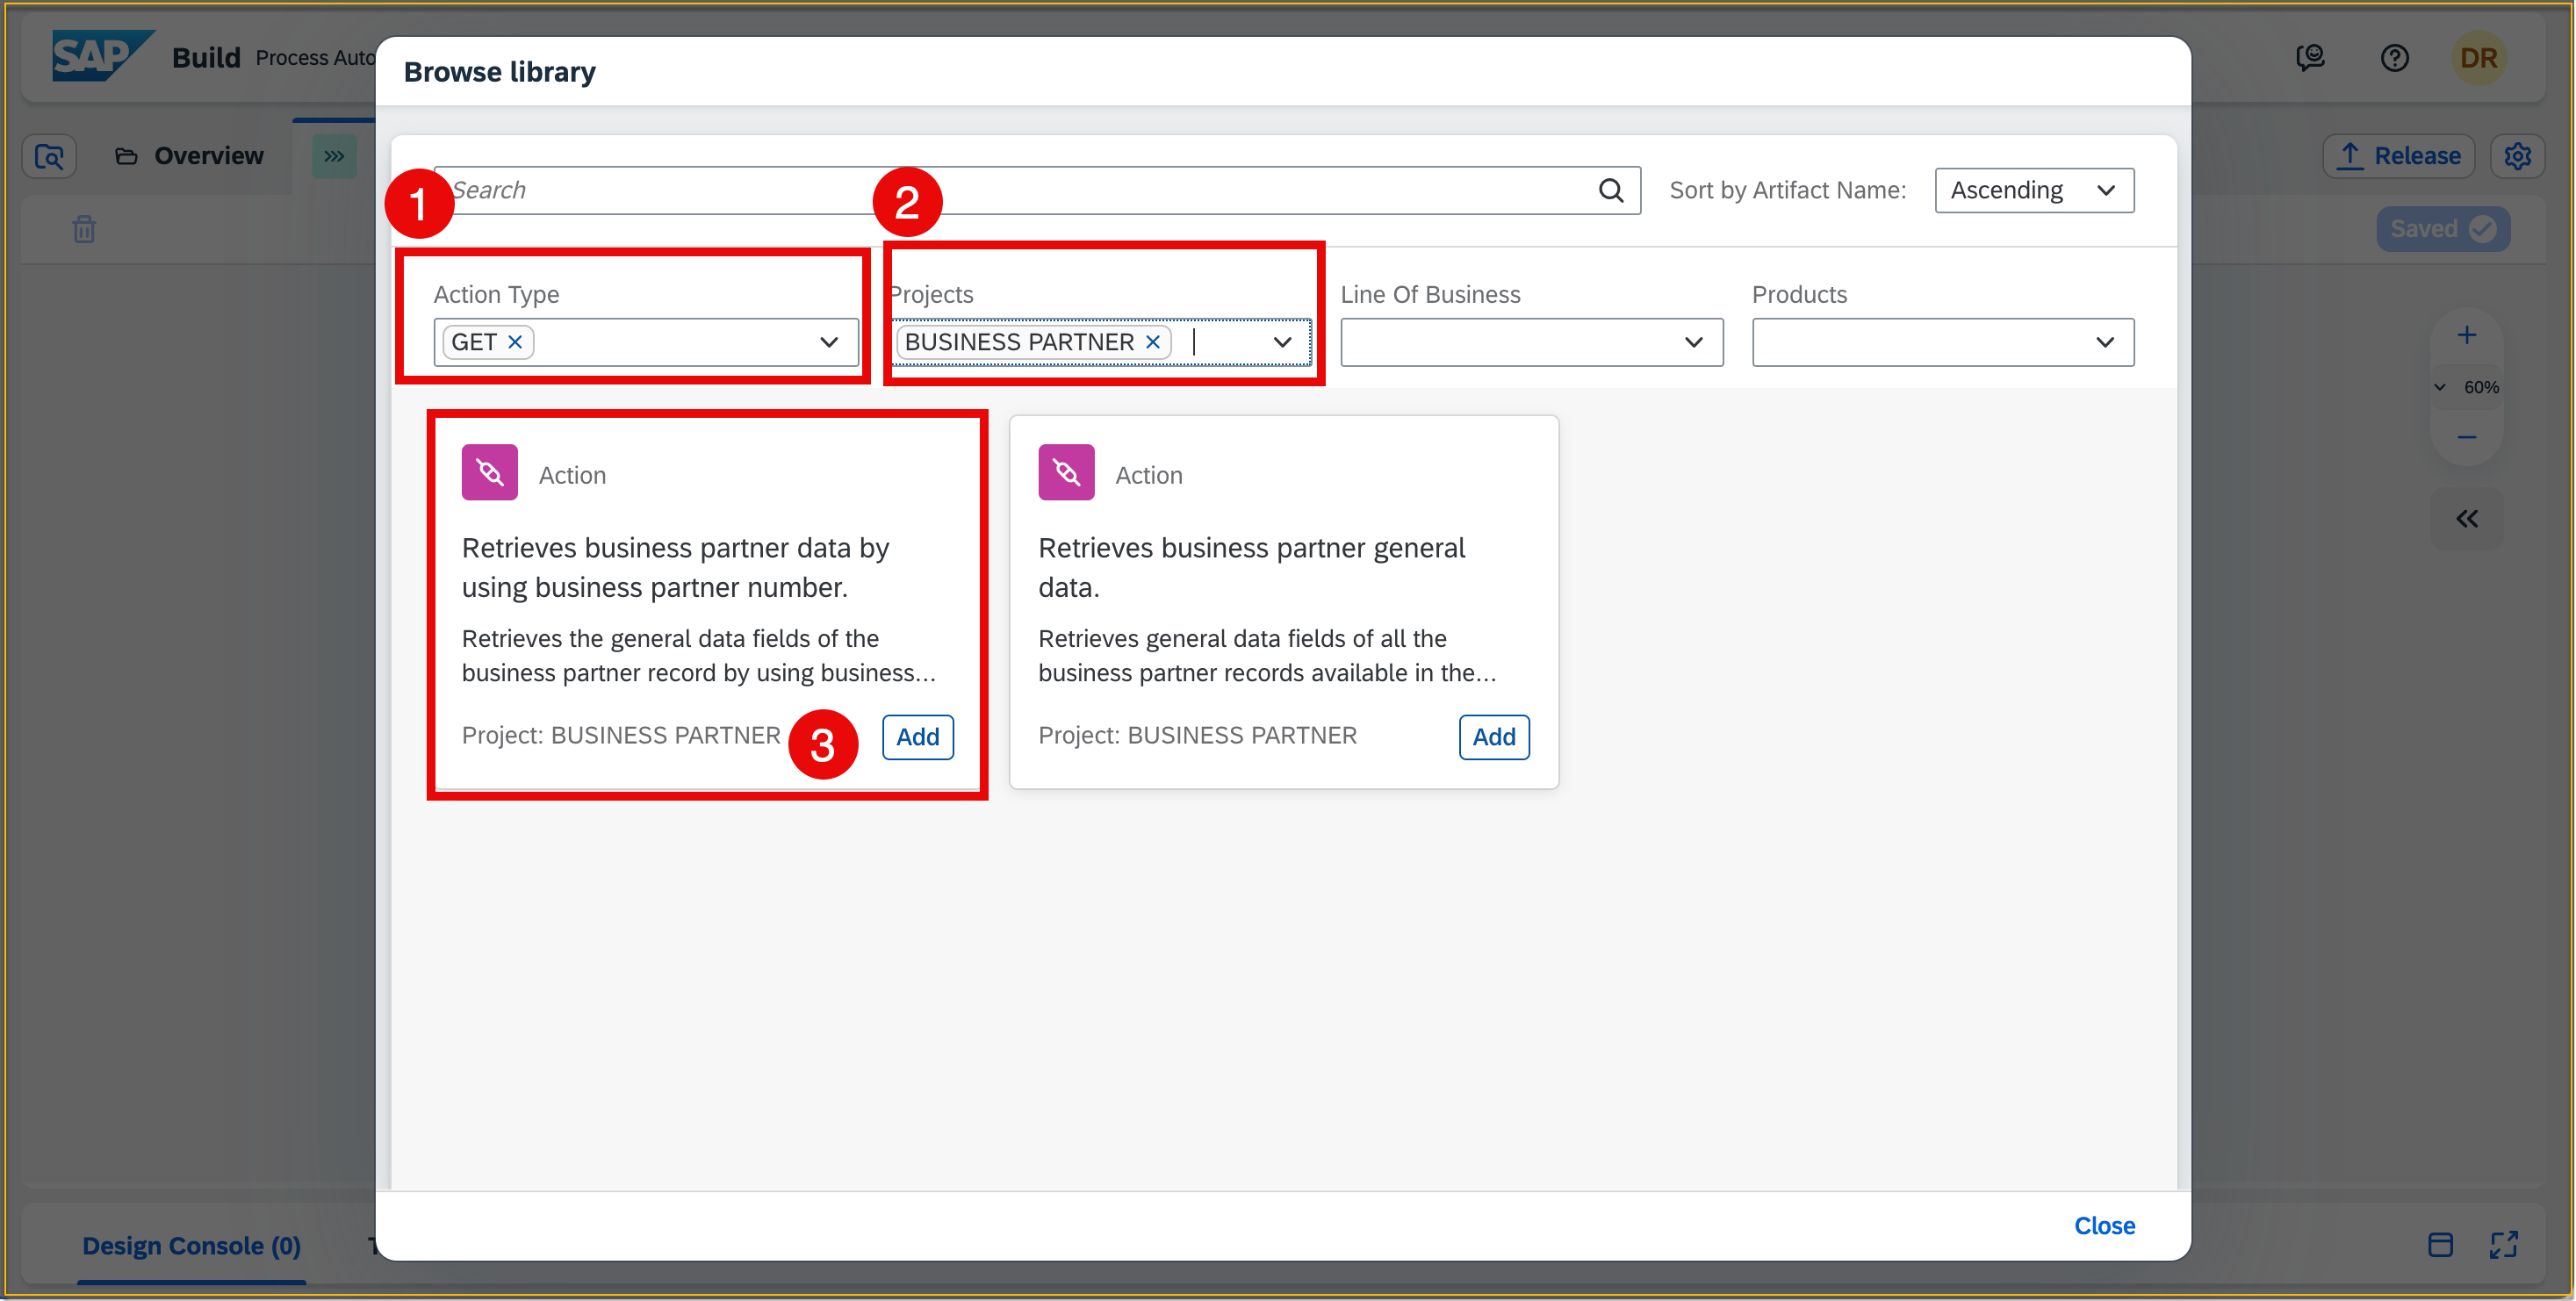 SAP Build Process Auto
DR
Browse library
Overview
Release
1
Search
2
Sort by Artifact Name:
Ascending
Saved
Action Type
Projects
Line Of Business
Products
GET
BUSINESS PARTNER
60%
Action
Retrieves business partner data by
using business partner number.
Retrieves the general data fields of the
business partner record by using business...
Project: BUSINESS PARTNER
3
Add
Action
Retrieves business partner general
data.
Retrieves general data fields of all the
business partner records available in the...
Project: BUSINESS PARTNER
Add
Close
Design Console (0)